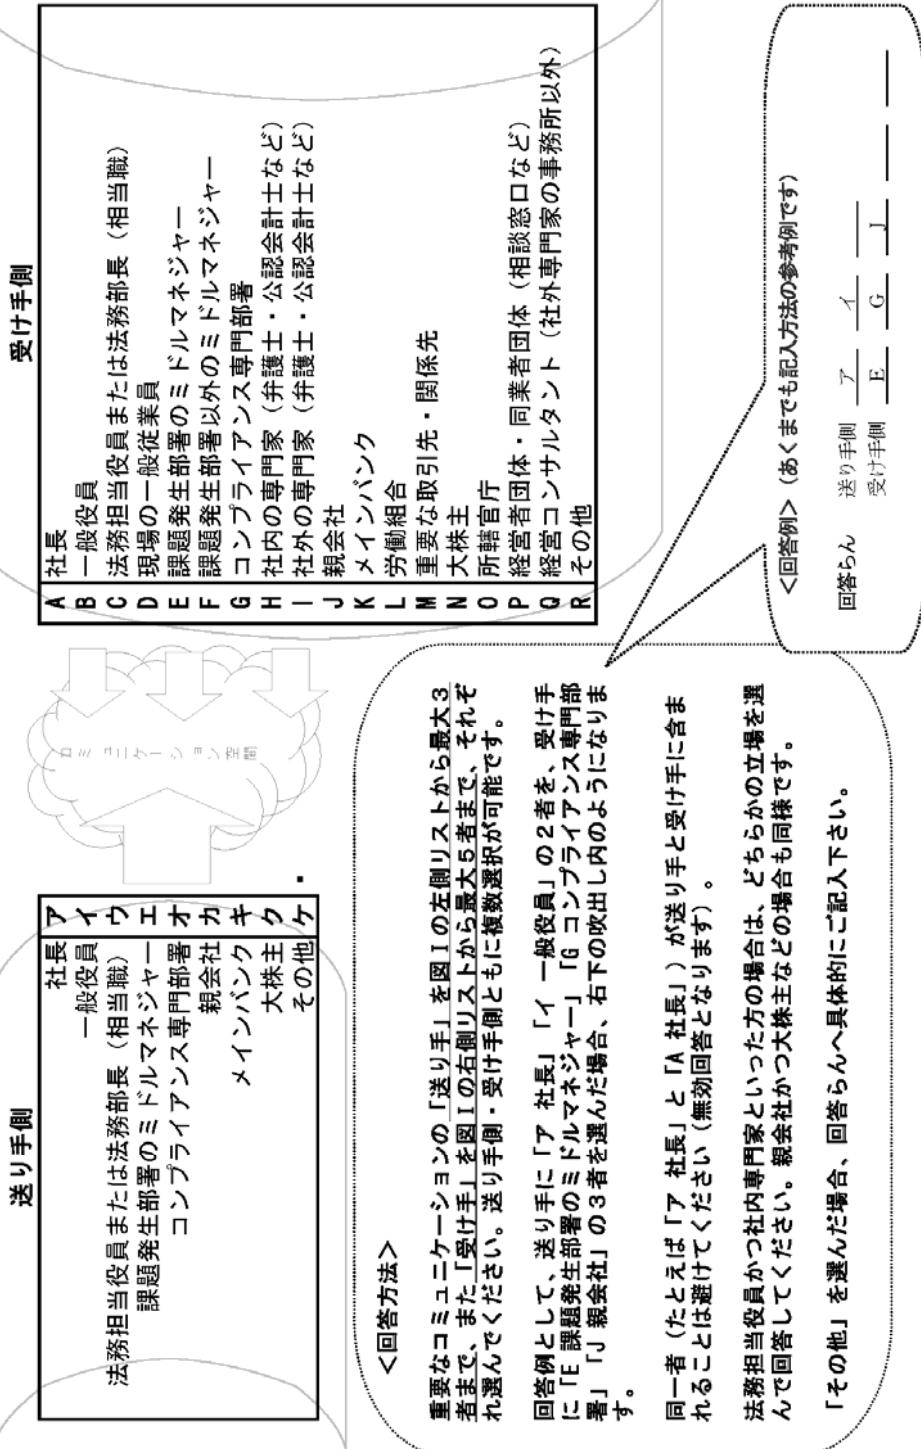 送り手側
社長 ア
一般役員 イ
法務担当役員または法務部長（相当職） ウ
課題発生部署のミドルマネジャー エ
コンプライアンス専門部署 オ
親会社 カ
メインバンク キ
大株主 ク
その他 ケ
コミュニケーション空間
受け手側
A 社長
B 一般役員
C 法務担当役員または法務部長（相当職）
D 現場の一般従業員
E 課題発生部署のミドルマネジャー
F 課題発生部署以外のミドルマネジャー
G コンプライアンス専門部署
H 社内の専門家（弁護士・公認会計士など）
I 社外の専門家（弁護士・公認会計士など）
J 親会社
K メインバンク
L 労働組合
M 重要な取引先・関係先
N 大株主
O 所轄官庁
P 経営者団体・同業者団体（相談窓口など）
Q 経営コンサルタント（社外専門家の事務所以外）
R その他
＜回答方法＞
重要なコミュニケーションの「送り手」を図Ⅰの左側リストから最大３
者まで、また「受け手」を図Ⅰの右側リストから最大５者まで、それぞ
れ選んでください。送り手側・受け手側ともに複数選択が可能です。
回答例として、送り手に「ア 社長」「イ 一般役員」の２者を、受け手
に「E 課題発生部署のミドルマネジャー」「G コンプライアンス専門部
署」「J 親会社」の３者を選んだ場合、右下の吹出し内のようになりま
す。
同一者（たとえば「ア 社長」と「A 社長」）が送り手と受け手に含ま
れることは避けてください（無効回答となります）。
法務担当役員かつ社内専門家といった方の場合は、どちらかの立場を選
んで回答してください。親会社かつ大株主などの場合も同様です。
「その他」を選んだ場合、回答らんへ具体的にご記入下さい。
＜回答例＞（あくまでも記入方法の参考例です）
回答らん 送り手側 ア イ
受け手側 E G J